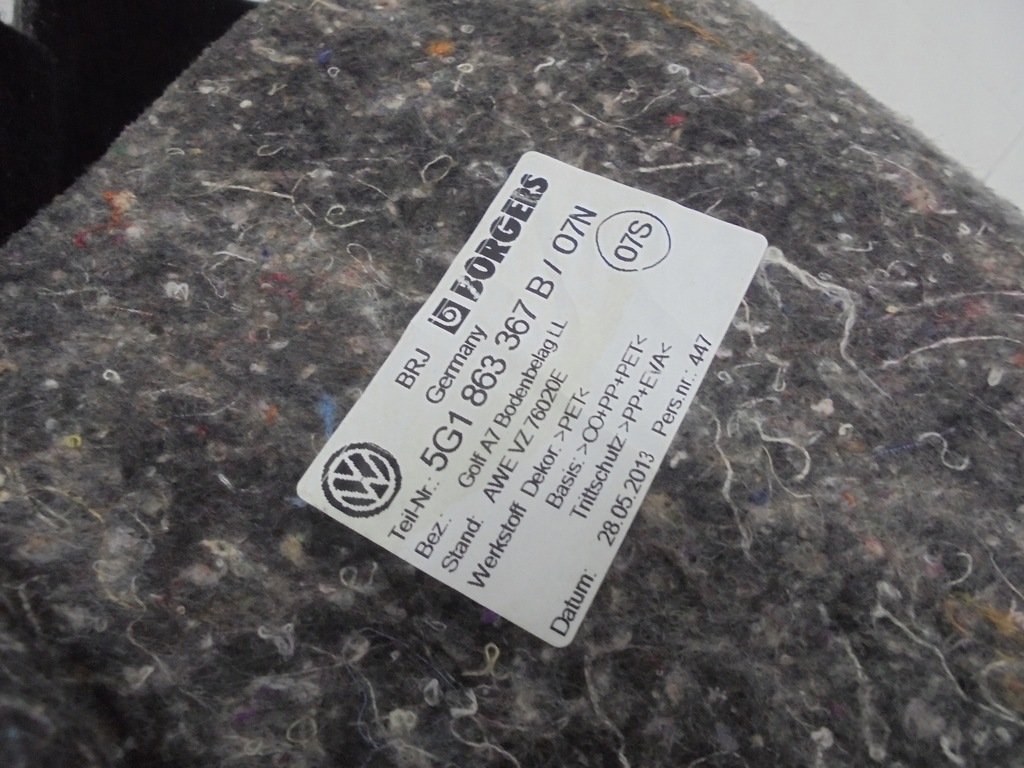 BRJ BORGERS
Germany
Teil-Nr.: 5G1 863 367 B / 07N
07S
Bez.: Golf A7 Bodenbelag LL
Stand: AWE VZ 76020E
Werkstoff Dekor.: >PET<
Basis.: >CO+PP+PET<
Trittschutz >PP+EVA<
Datum: 28.05.2013 Pers.nr.: 447